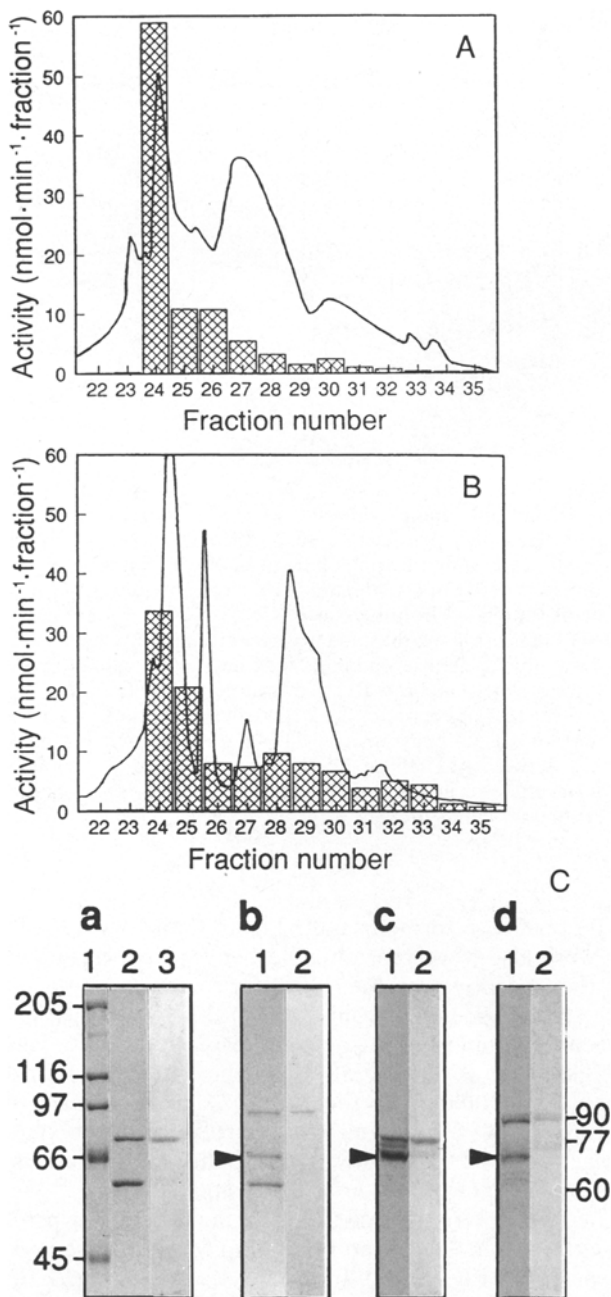 A
Activity (nmol·min⁻¹·fraction⁻¹)
60
50
40
30
20
10
0
22 23 24 25 26 27 28 29 30 31 32 33 34 35
Fraction number
B
Activity (nmol·min⁻¹·fraction⁻¹)
60
50
40
30
20
10
0
22 23 24 25 26 27 28 29 30 31 32 33 34 35
Fraction number
C
a b c d
1 2 3 1 2 1 2 1 2
205
116
97
66
45
90
77
60